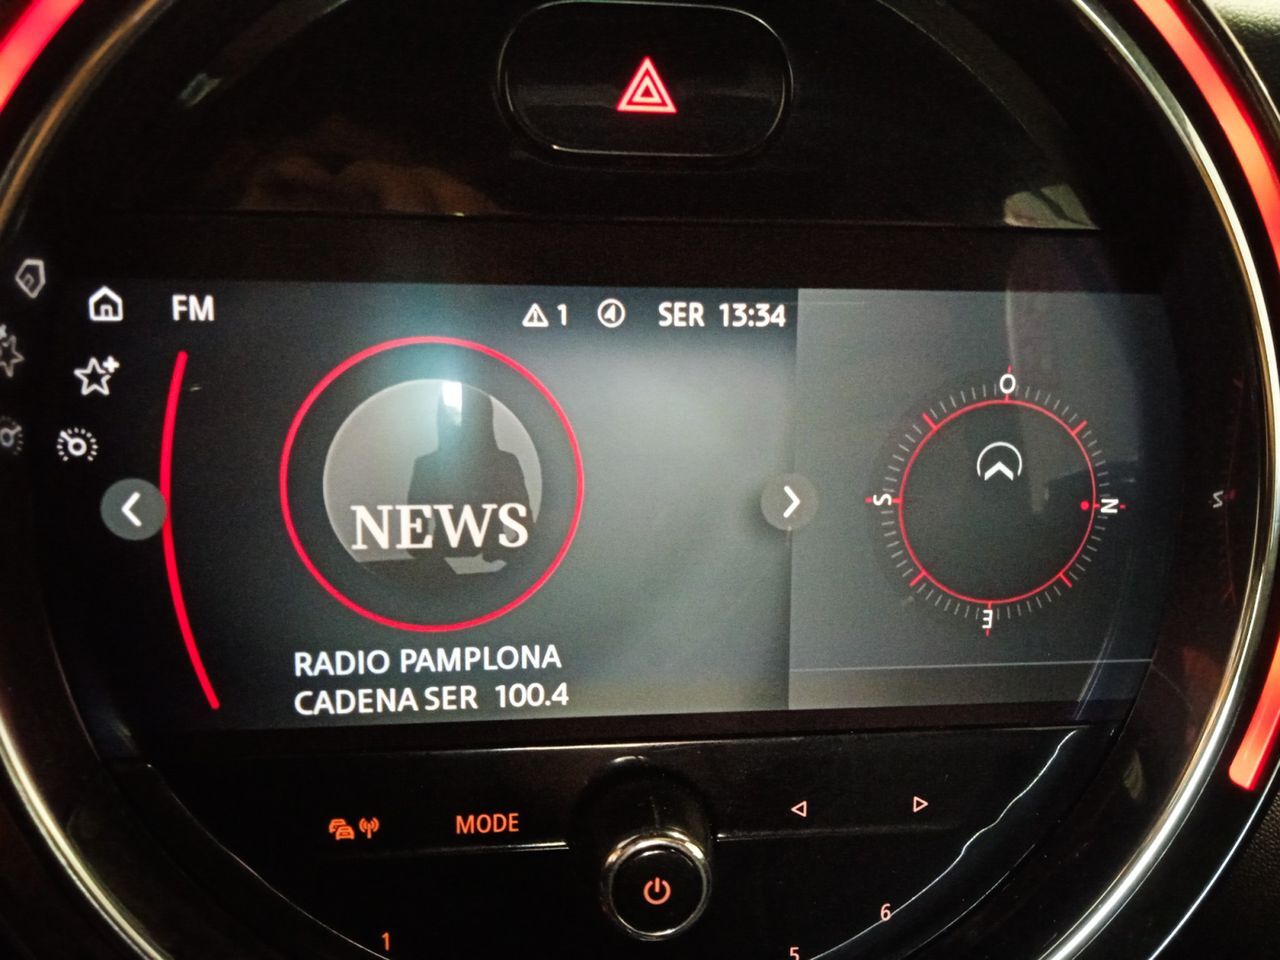 FM
1
SER 13:34
NEWS
RADIO PAMPLONA
CADENA SER 100.4
O
S
N
E
S
MODE
1
5
6